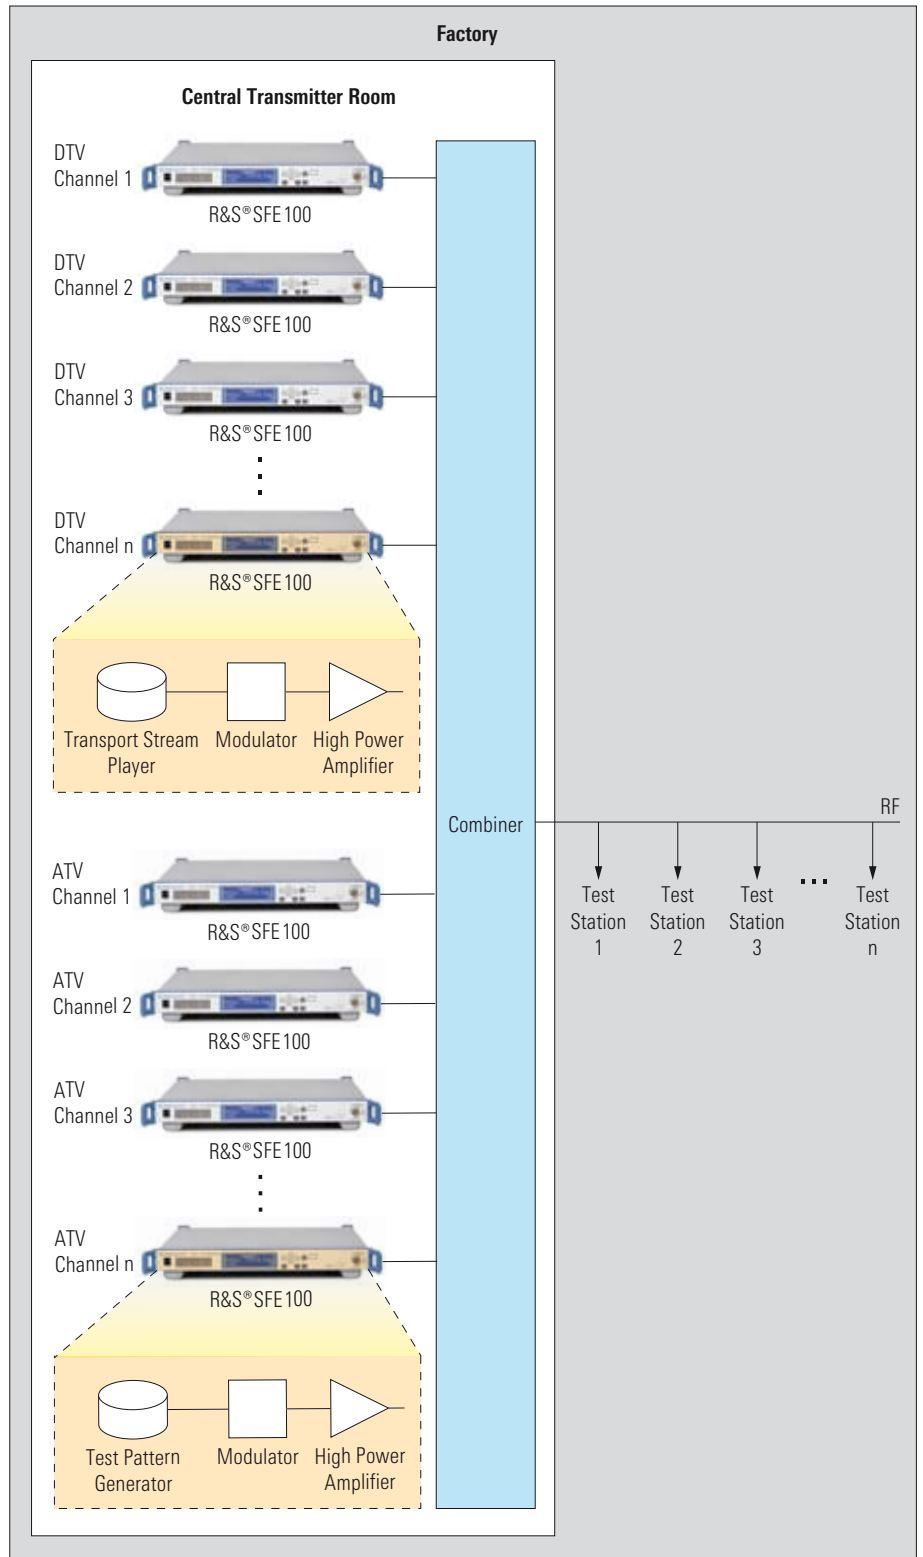 Factory
Central Transmitter Room
DTV
Channel 1
R&S®SFE100
DTV
Channel 2
R&S®SFE100
DTV
Channel 3
R&S®SFE100
DTV
Channel n
R&S®SFE100
Transport Stream
Player
Modulator
High Power
Amplifier
Combiner
RF
Test
Station
1
Test
Station
2
Test
Station
3
Test
Station
n
ATV
Channel 1
R&S®SFE100
ATV
Channel 2
R&S®SFE100
ATV
Channel 3
R&S®SFE100
ATV
Channel n
R&S®SFE100
Test Pattern
Generator
Modulator
High Power
Amplifier